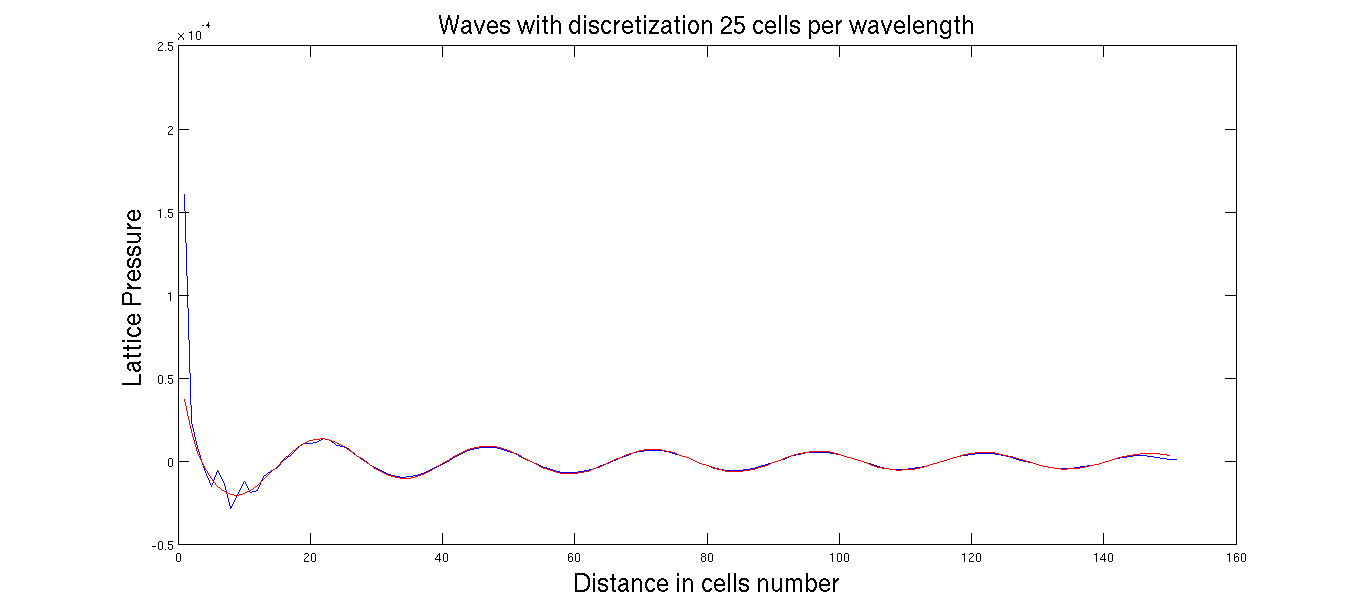 Waves with discretization 25 cells per wavelength
×10⁻⁴
2.5
2
1.5
1
0.5
0
-0.5
Lattice Pressure
0 20 40 60 80 100 120 140 160
Distance in cells number